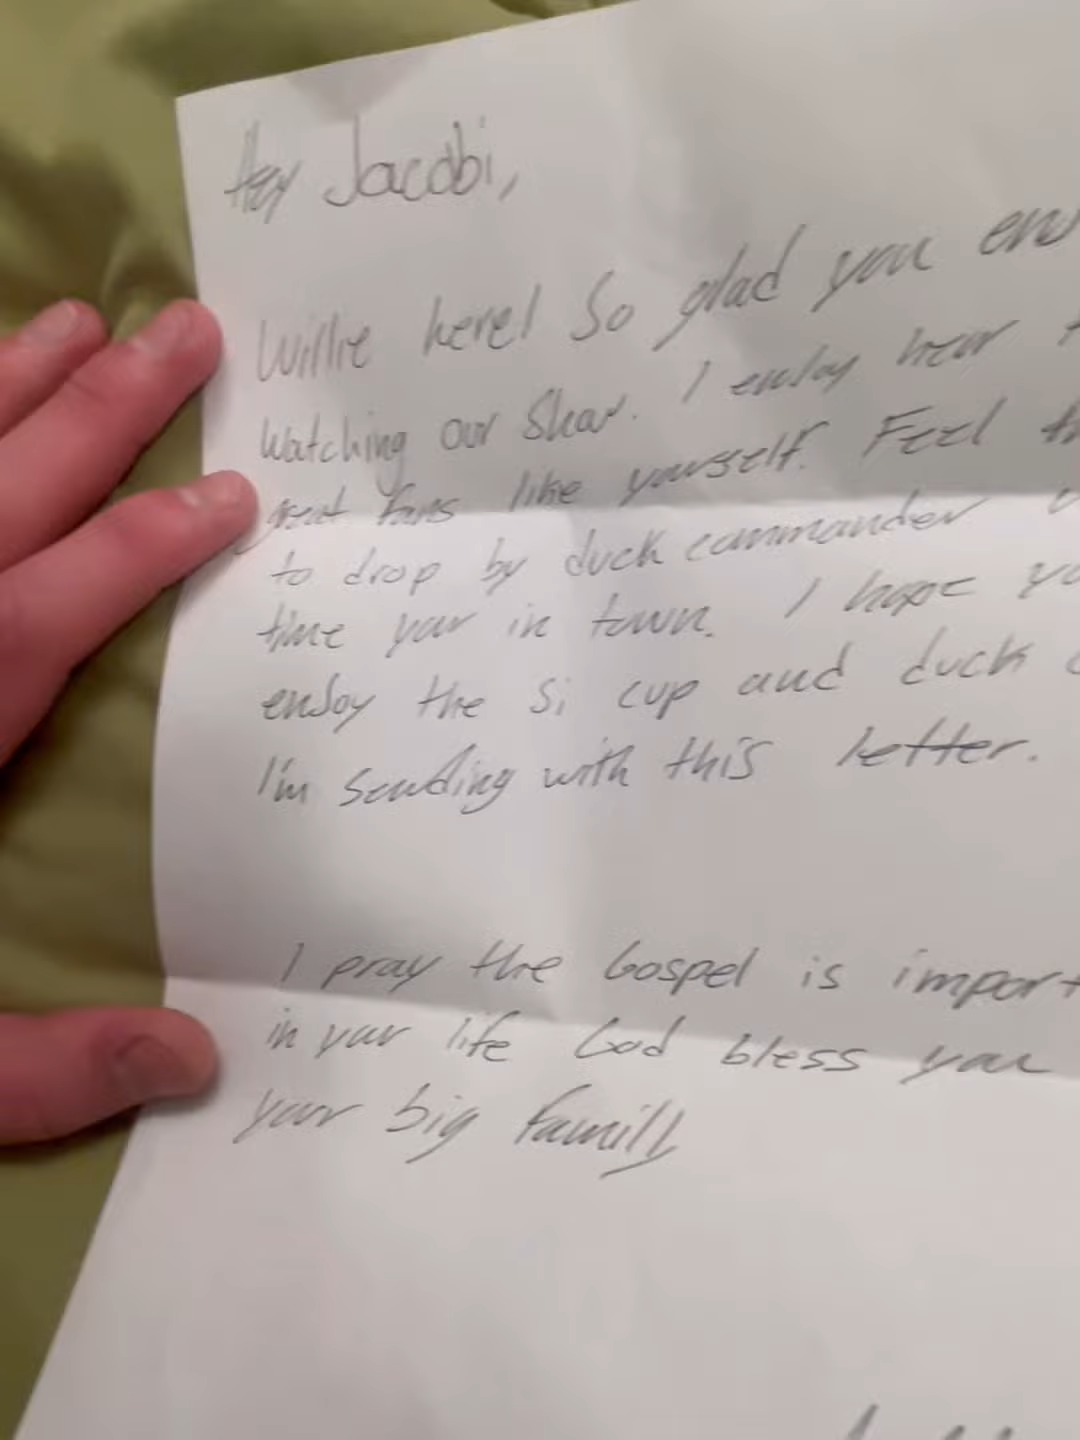 Hey Jacobi,
Willie here! So glad you
watching our Show. I enjoy hear
great fans like yourself. Feel
to drop by duck commander
time your in town. I hope
enjoy the Si cup and duck
I'm sending with this letter.
I pray the Gospel is import
in your life God bless you
your big family